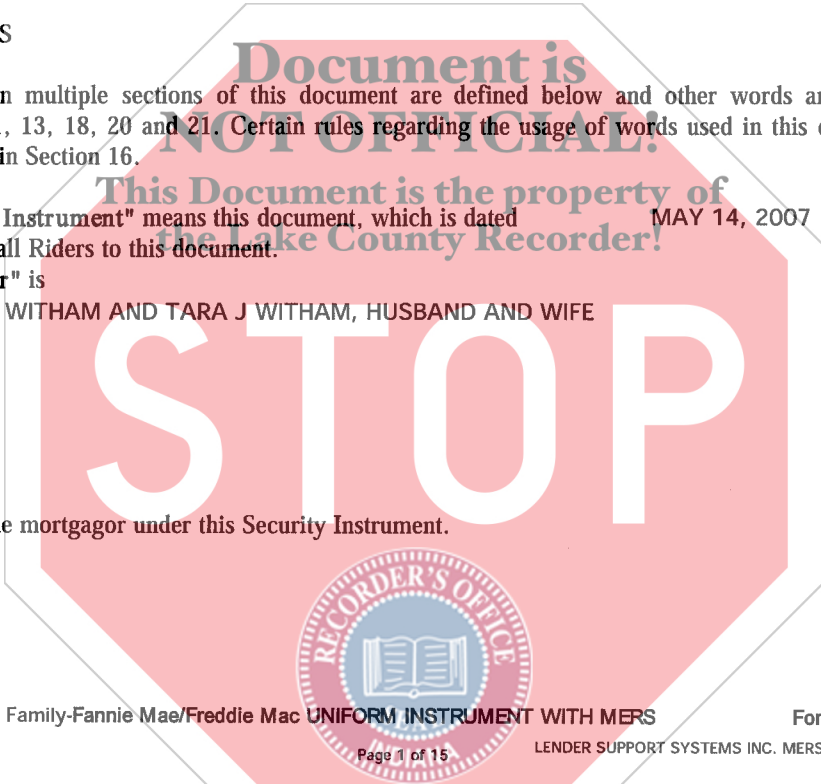 S
Document is
n multiple sections of this document are defined below and other words a
, 13, 18, 20 and 21. Certain rules regarding the usage of words used in this
NOT OFFICIAL!
in Section 16.
This Document is the property of
Instrument" means this document, which is dated MAY 14, 2007
the Lake County Recorder!
all Riders to this document.
r" is
WITHAM AND TARA J WITHAM, HUSBAND AND WIFE
STOP
e mortgagor under this Security Instrument.
RECORDER'S OFFICE
Family-Fannie Mae/Freddie Mac UNIFORM INSTRUMENT WITH MERS For
INDIANA
Page 1 of 15 LENDER SUPPORT SYSTEMS INC. MERS